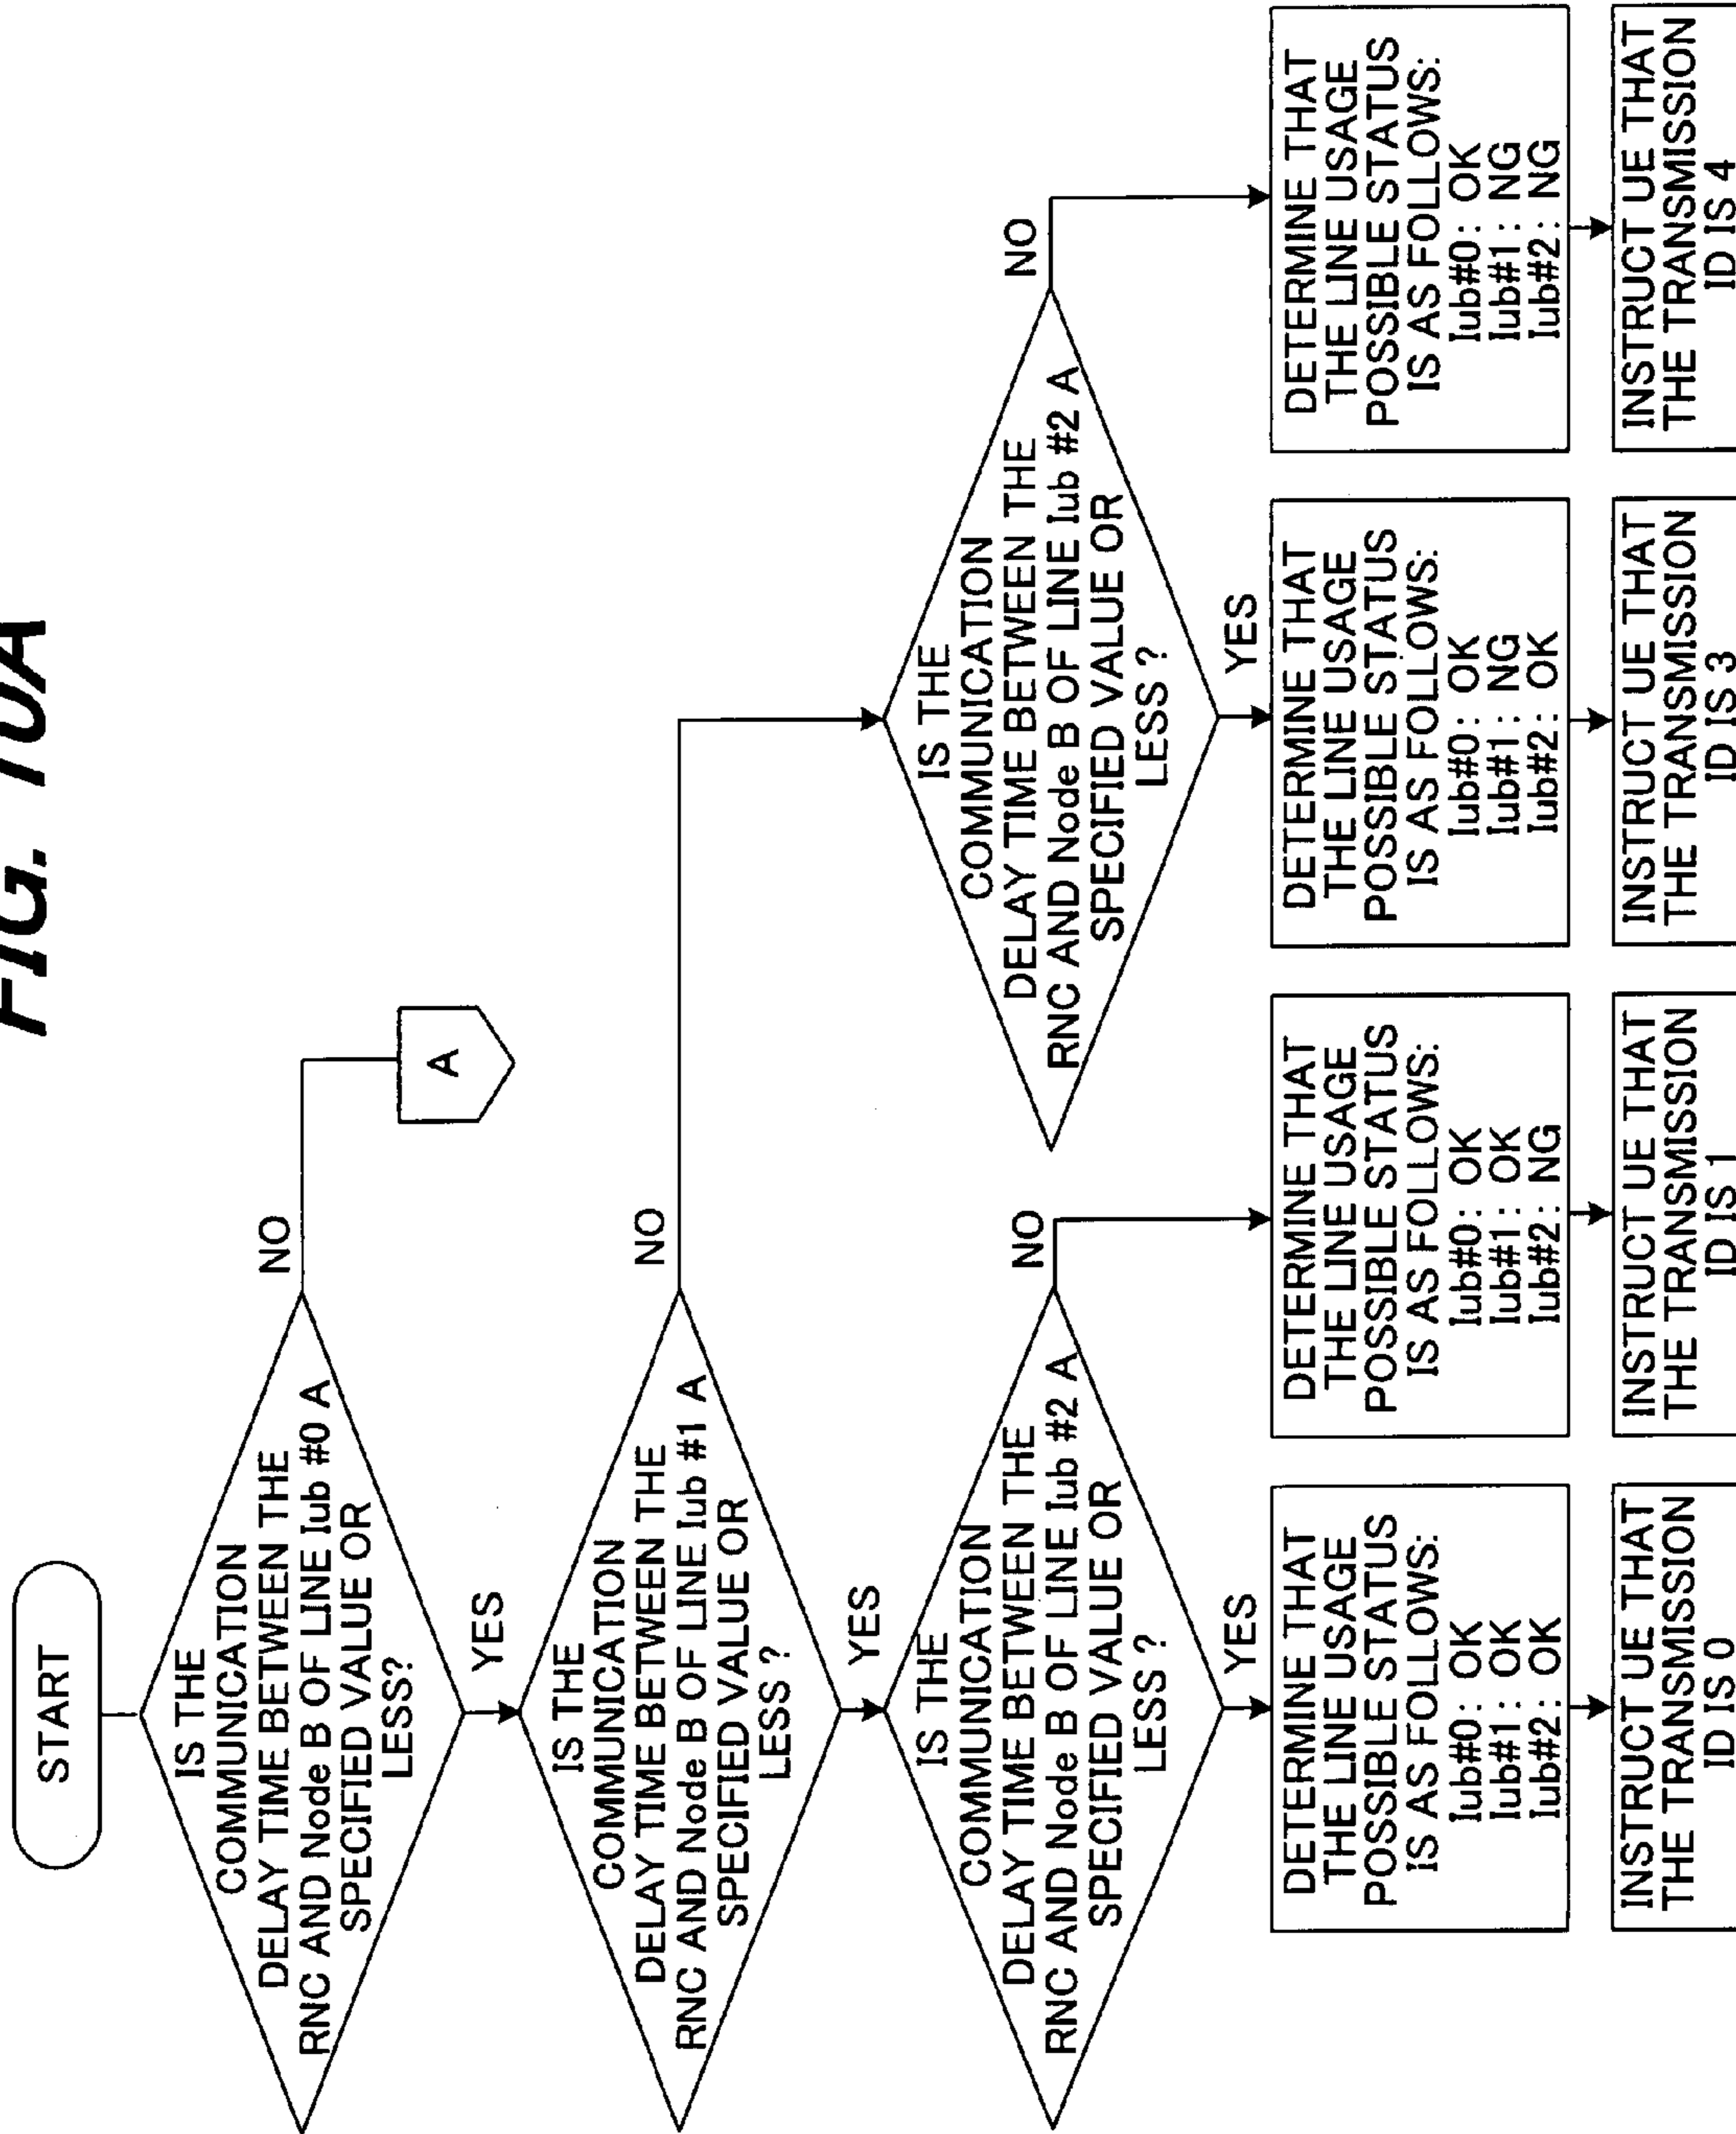 FIG. 10A
START
IS THE
COMMUNICATION
DELAY TIME BETWEEN THE
RNC AND Node B OF LINE Iub #0 A
SPECIFIED VALUE OR
LESS?
NO
A
YES
IS THE
COMMUNICATION
DELAY TIME BETWEEN THE
RNC AND Node B OF LINE Iub #1 A
SPECIFIED VALUE OR
LESS ?
NO
YES
IS THE
COMMUNICATION
DELAY TIME BETWEEN THE
RNC AND Node B OF LINE Iub #2 A
SPECIFIED VALUE OR
LESS ?
NO
YES
IS THE
COMMUNICATION
DELAY TIME BETWEEN THE
RNC AND Node B OF LINE Iub #2 A
SPECIFIED VALUE OR
LESS ?
NO
YES
DETERMINE THAT
THE LINE USAGE
POSSIBLE STATUS
IS AS FOLLOWS:
Iub#0: OK
Iub#1: OK
Iub#2: OK
DETERMINE THAT
THE LINE USAGE
POSSIBLE STATUS
IS AS FOLLOWS:
Iub#0: OK
Iub#1: OK
Iub#2: NG
DETERMINE THAT
THE LINE USAGE
POSSIBLE STATUS
IS AS FOLLOWS:
Iub#0: OK
Iub#1: NG
Iub#2: OK
DETERMINE THAT
THE LINE USAGE
POSSIBLE STATUS
IS AS FOLLOWS:
Iub#0: OK
Iub#1: NG
Iub#2: NG
INSTRUCT UE THAT
THE TRANSMISSION
ID IS 0
INSTRUCT UE THAT
THE TRANSMISSION
ID IS 1
INSTRUCT UE THAT
THE TRANSMISSION
ID IS 3
INSTRUCT UE THAT
THE TRANSMISSION
ID IS 4